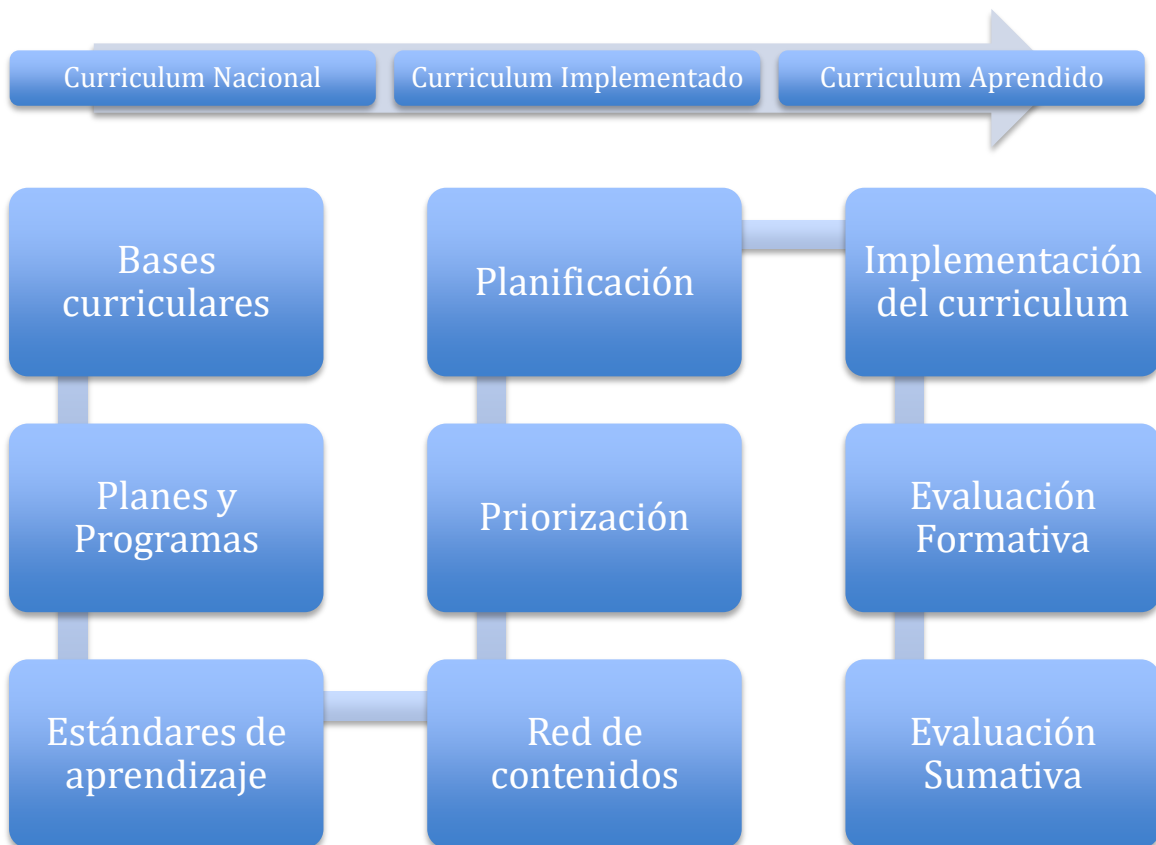 Curriculum Nacional
Curriculum Implementado
Curriculum Aprendido
Bases
curriculares
Planificación
Implementación
del curriculum
Planes y
Programas
Priorización
Evaluación
Formativa
Estándares de
aprendizaje
Red de
contenidos
Evaluación
Sumativa